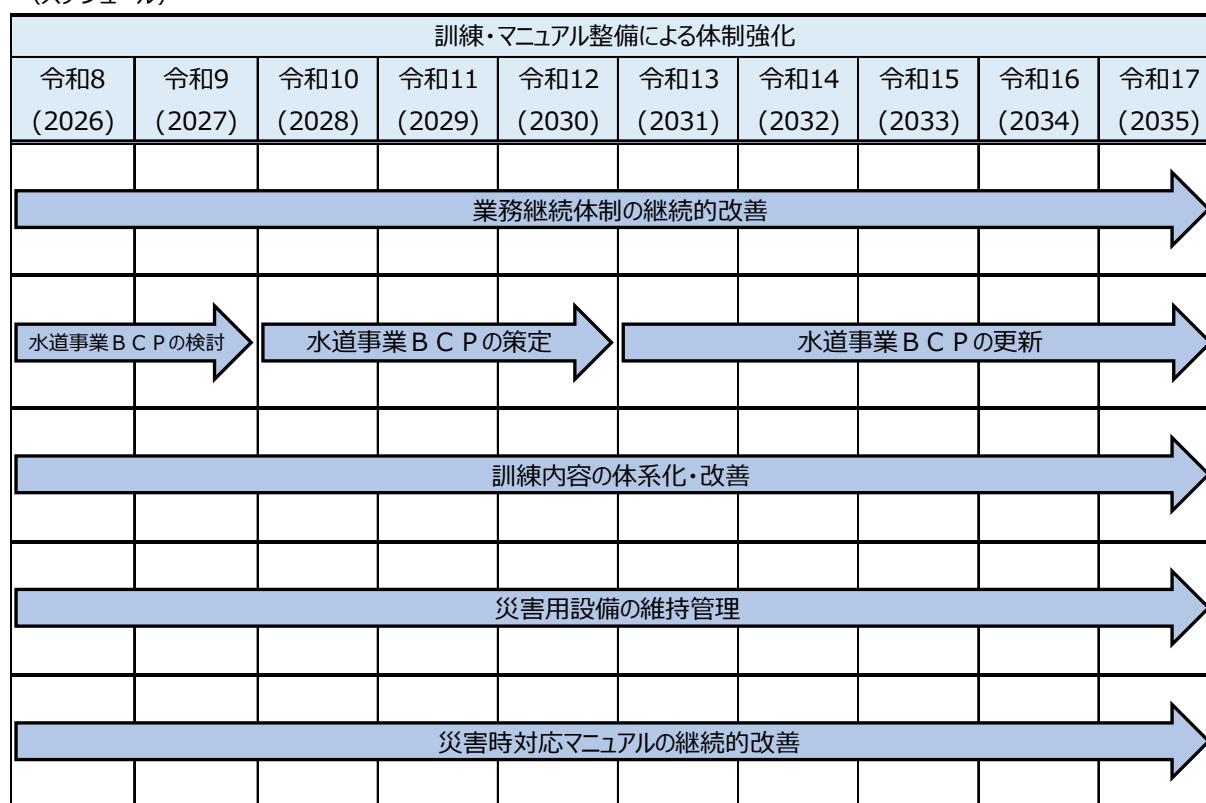 (スケジュール)
訓練・マニュアル整備による体制強化
令和8 令和9 令和10 令和11 令和12 令和13 令和14 令和15 令和16 令和17
(2026) (2027) (2028) (2029) (2030) (2031) (2032) (2033) (2034) (2035)
業務継続体制の継続的改善
水道事業ＢＣＰの検討 水道事業ＢＣＰの策定 水道事業ＢＣＰの更新
訓練内容の体系化・改善
災害用設備の維持管理
災害時対応マニュアルの継続的改善